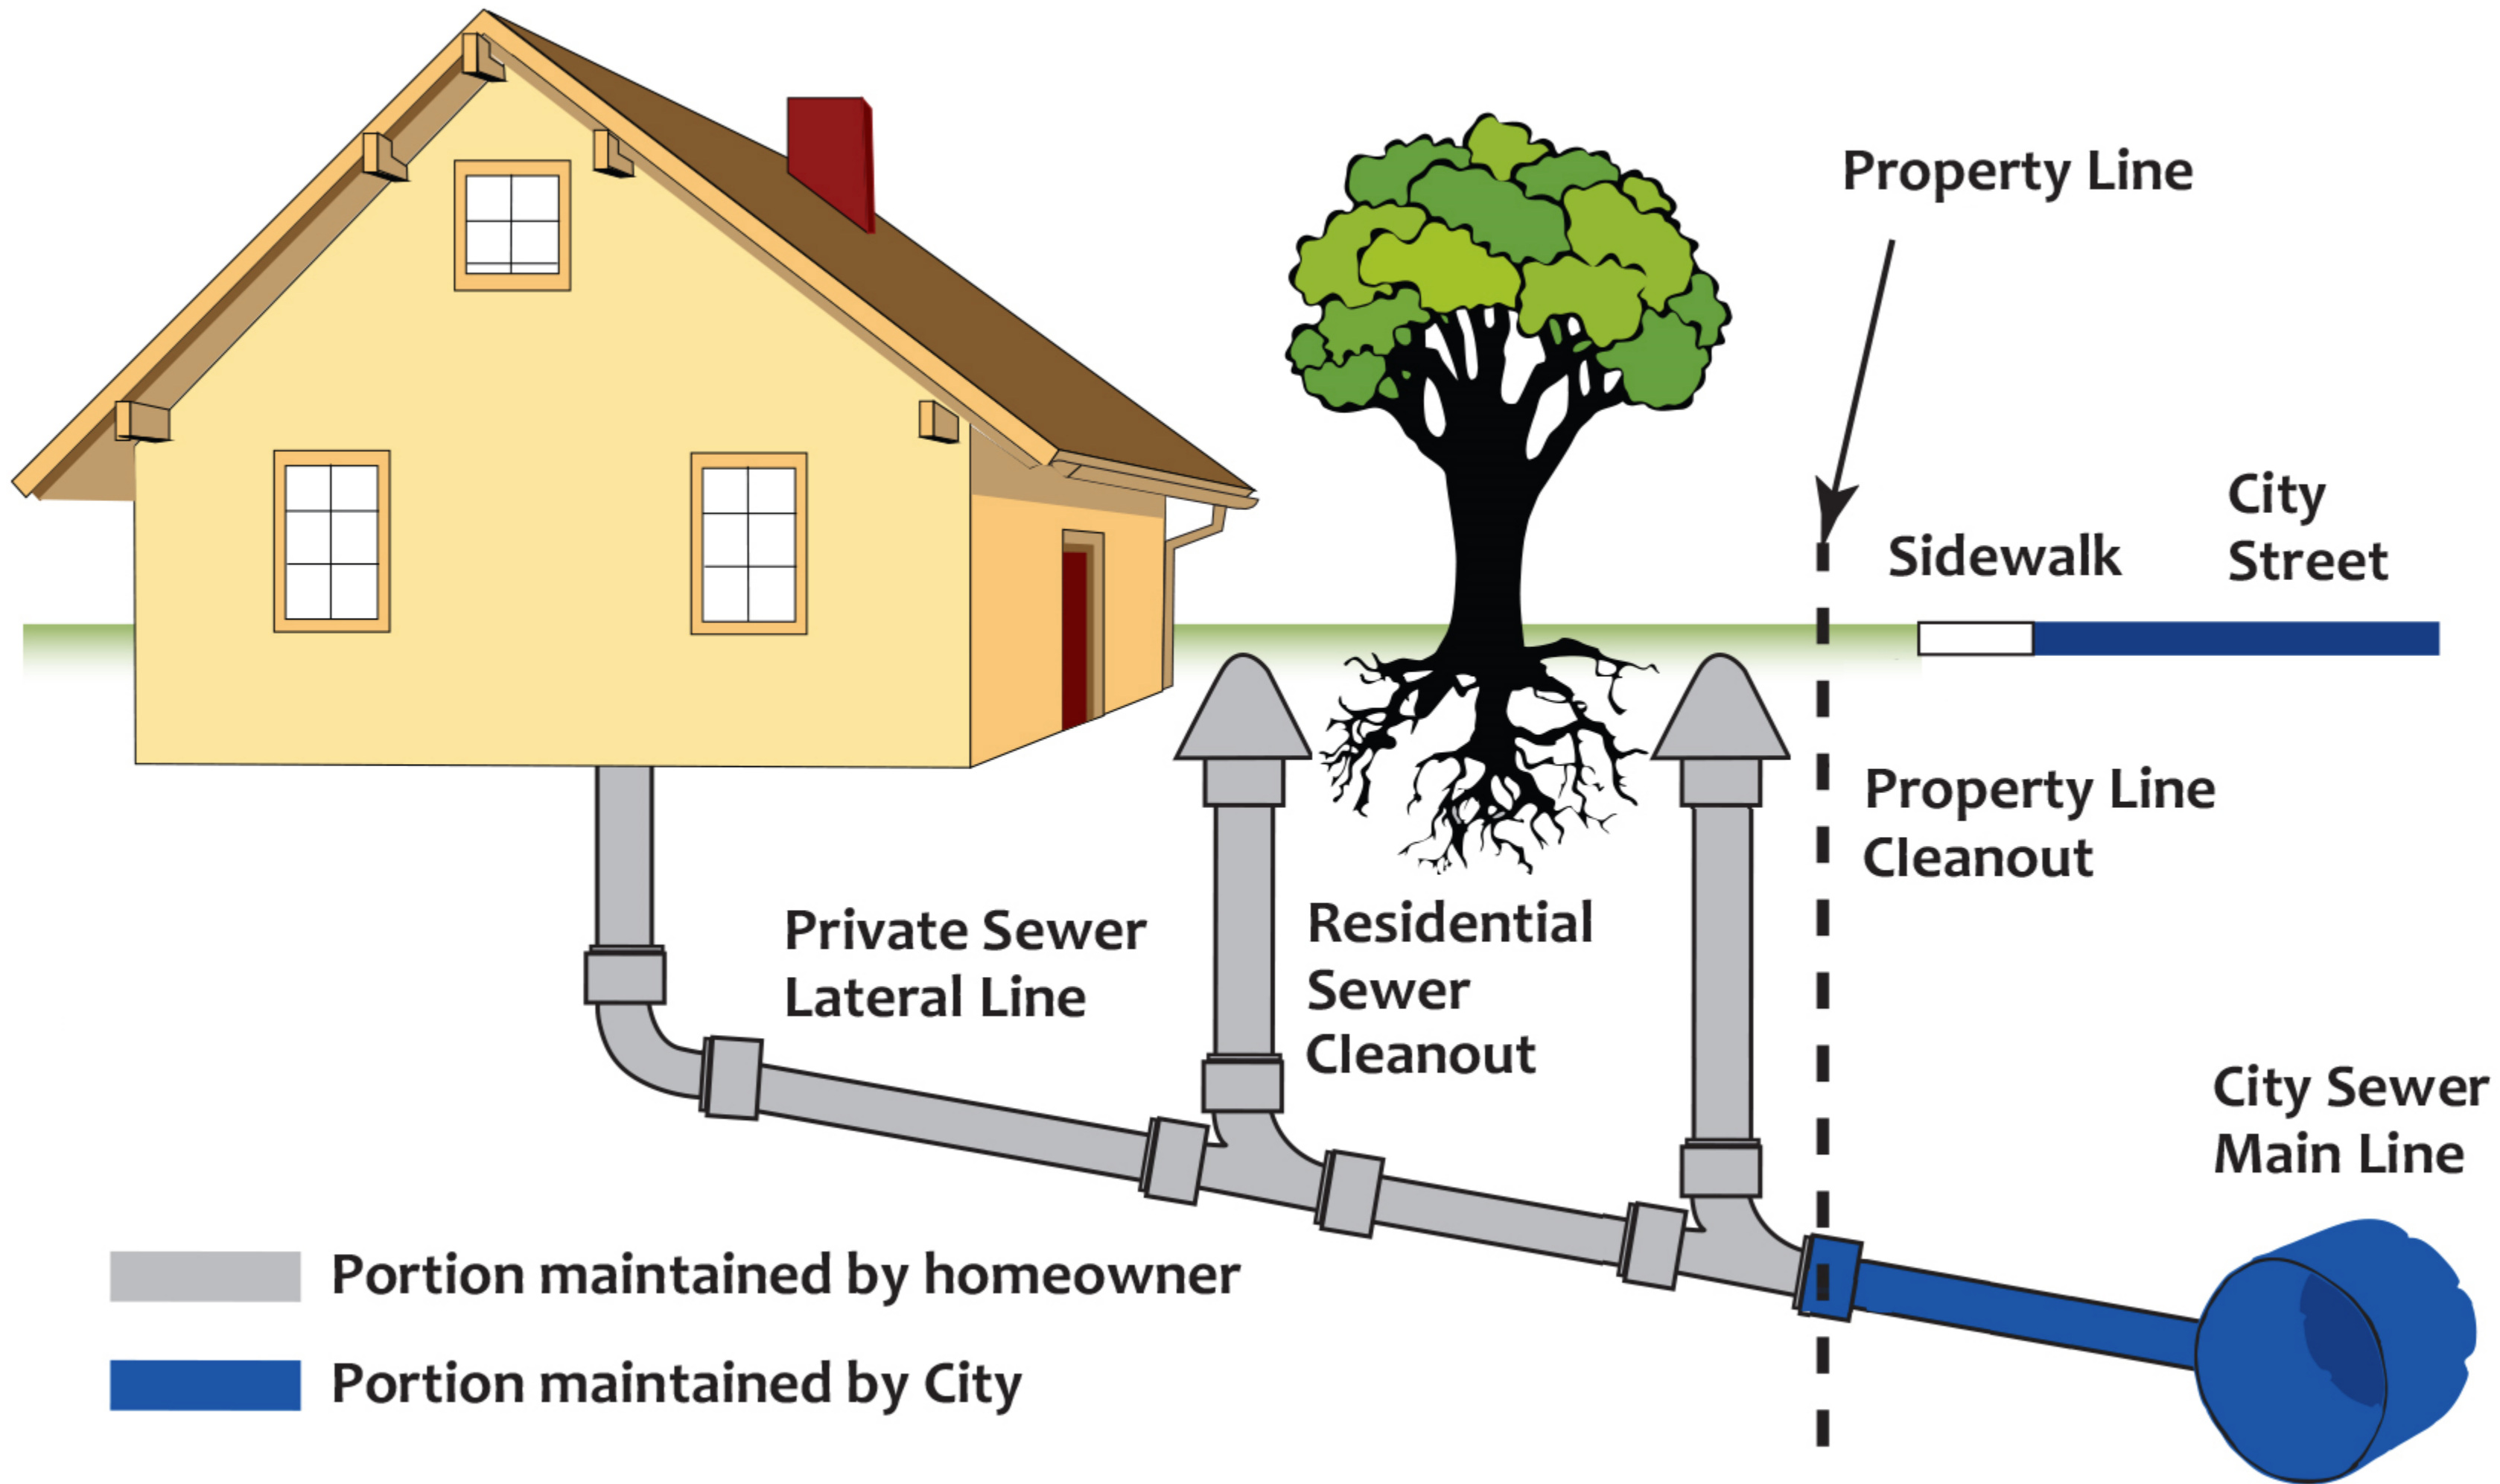 Property Line
City
Street
Sidewalk
Property Line
Cleanout
Private Sewer
Lateral Line
Residential
Sewer
Cleanout
City Sewer
Main Line
Portion maintained by homeowner
Portion maintained by City